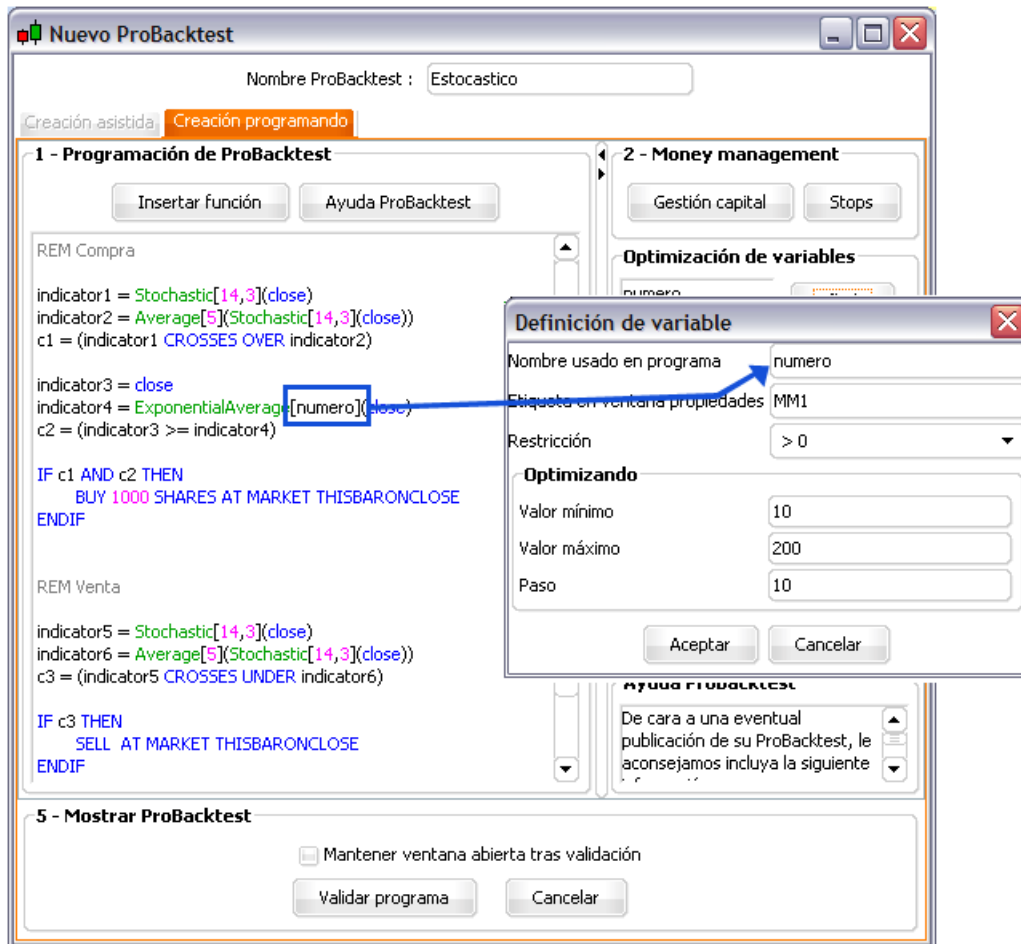 Nuevo ProBacktest
Nombre ProBacktest : Estocastico
Creación asistida Creación programando
1 - Programación de ProBacktest
Insertar función Ayuda ProBacktest
REM Compra
indicator1 = Stochastic[14,3](close)
indicator2 = Average[5](Stochastic[14,3](close))
c1 = (indicator1 CROSSES OVER indicator2)
indicator3 = close
indicator4 = ExponentialAverage[numero](close)
c2 = (indicator3 >= indicator4)
IF c1 AND c2 THEN
BUY 1000 SHARES AT MARKET THISBARONCLOSE
ENDIF
REM Venta
indicator5 = Stochastic[14,3](close)
indicator6 = Average[5](Stochastic[14,3](close))
c3 = (indicator5 CROSSES UNDER indicator6)
IF c3 THEN
SELL AT MARKET THISBARONCLOSE
ENDIF
2 - Money management
Gestión capital Stops
Optimización de variables
numero
Definición de variable
Nombre usado en programa numero
Etiqueta en ventana propiedades MM1
Restricción > 0
Optimizando
Valor mínimo 10
Valor máximo 200
Paso 10
Aceptar Cancelar
Ayuda ProBacktest
De cara a una eventual
publicación de su ProBacktest, le
aconsejamos incluya la siguiente
5 - Mostrar ProBacktest
Mantener ventana abierta tras validación
Validar programa Cancelar